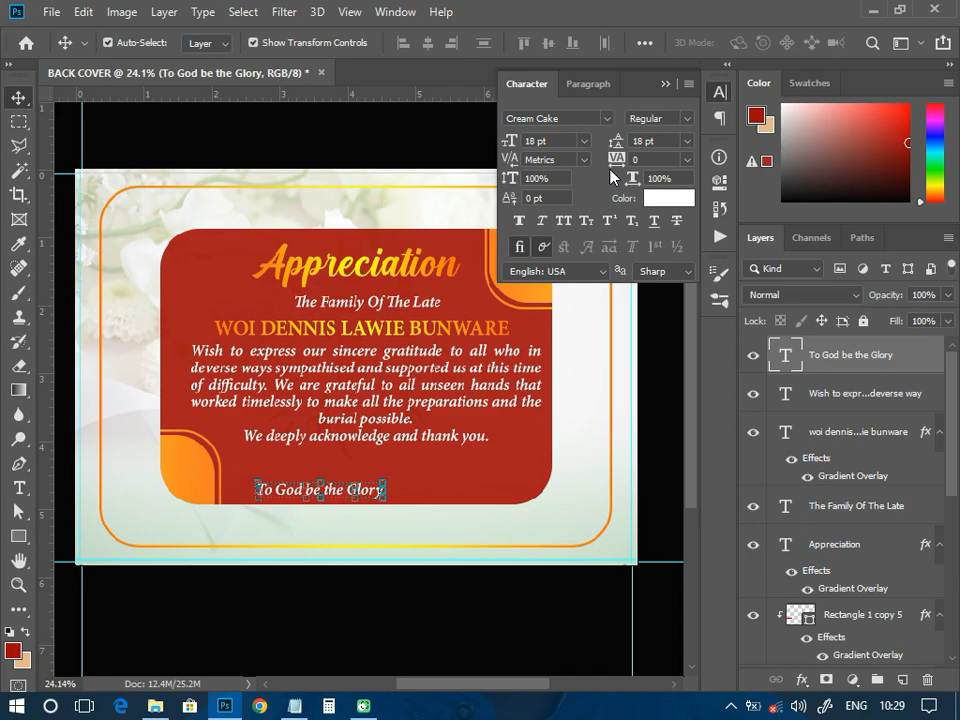 File Edit Image Layer Type Select Filter 3D View Window Help
Auto-Select: Layer Show Transform Controls 3D Mode:
BACK COVER @ 24.1% (To God be the Glory, RGB/8) *
Character Paragraph
Cream Cake Regular
18 pt 18 pt
Metrics 0
100% 100%
0 pt Color:
English: USA Sharp
Appreciation
The Family Of The Late
WOI DENNIS LAWIE BUNWARE
Wish to express our sincere gratitude to all who in
deverse ways sympathised and supported us at this time
of difficulty. We are grateful to all unseen hands that
worked timelessly to make all the preparations and the
burial possible.
We deeply acknowledge and thank you.
To God be the Glory
Color Swatches
Layers Channels Paths
Kind
Normal Opacity: 100%
Lock: Fill: 100%
To God be the Glory
Wish to expr...deverse way
woi dennis...ie bunware
Effects
Gradient Overlay
The Family Of The Late
Appreciation
Effects
Gradient Overlay
Rectangle 1 copy 5
Effects
Gradient Overlay
24.14% Doc: 12.4M/25.2M
ENG 10:29